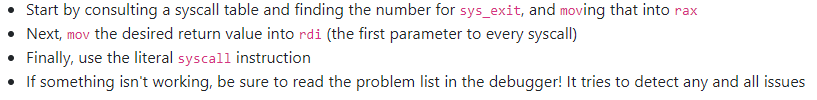 • Start by consulting a syscall table and finding the number for sys_exit, and moving that into rax
• Next, mov the desired return value into rdi (the first parameter to every syscall)
• Finally, use the literal syscall instruction
• If something isn't working, be sure to read the problem list in the debugger! It tries to detect any and all issues